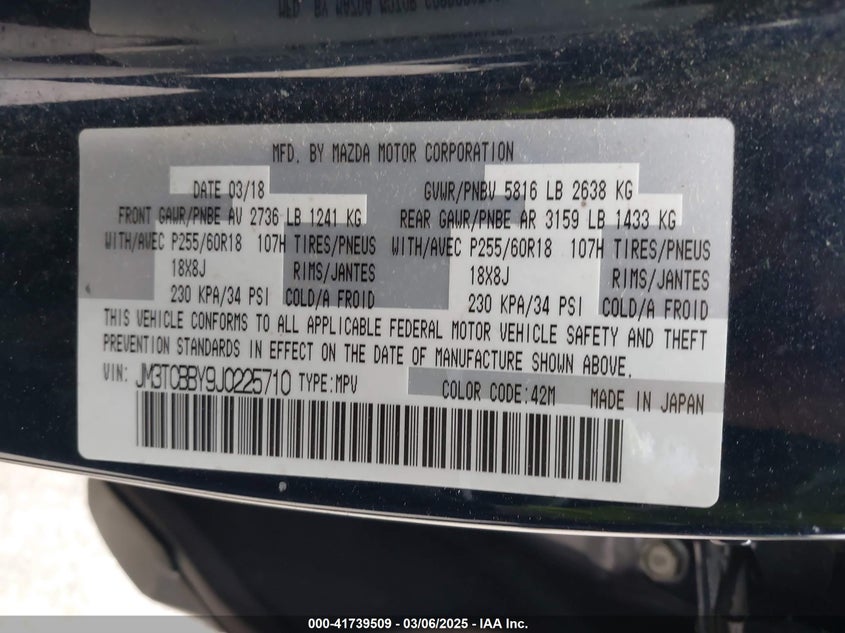 MFD. BY MAZDA MOTOR CORPORATION
DATE 03/18 GVWR/PNBV 5816 LB 2638 KG
FRONT GAWR/PNBE AV 2736 LB 1241 KG REAR GAWR/PNBE AR 3159 LB 1433 KG
WITH/AVEC P255/60R18 107H TIRES/PNEUS WITH/AVEC P255/60R18 107H TIRES/PNEUS
18X8J RIMS/JANTES 18X8J RIMS/JANTES
230 KPA/34 PSI COLD/A FROID 230 KPA/34 PSI COLD/A FROID
THIS VEHICLE CONFORMS TO ALL APPLICABLE FEDERAL MOTOR VEHICLE SAFETY AND THEFT
PREVENTION STANDARDS IN EFFECT ON THE DATE OF MANUFACTURE SHOWN ABOVE.
VIN: JM3TCBBY9J0225710 TYPE:MPV COLOR CODE:42M MADE IN JAPAN
000-41739509 - 03/06/2025 - IAA Inc.